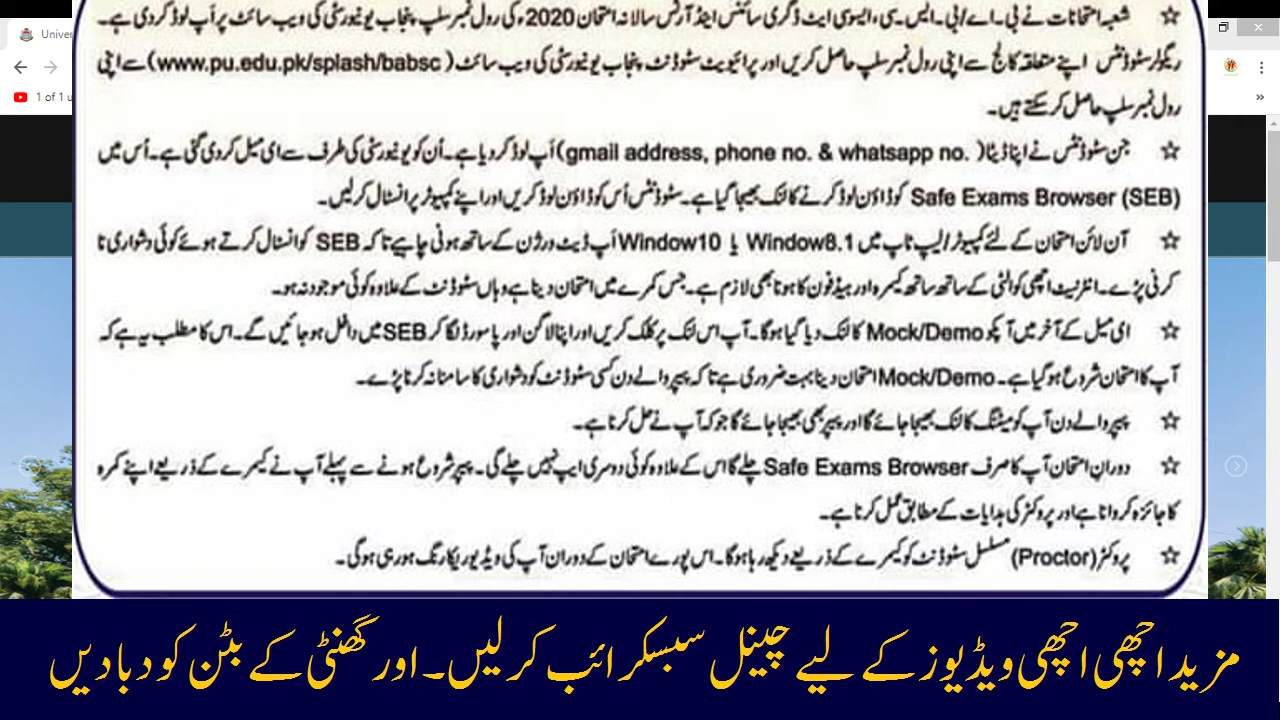 Univer
1 of 1 u
☆ شعبہ امتحانات نے بی۔اے/بی۔ایس۔سی، ایسوسی ایٹ ڈگری سائنس اینڈ آرٹس سالانہ امتحان 2020ء کی رول نمبر سلپ پنجاب یونیورسٹی کی ویب سائٹ پر اَپ لوڈ کر دی ہے۔
ریگولر سٹوڈنٹس اپنے متعلقہ کالج سے اپنی رول نمبر سلپ حاصل کریں اور پرائیویٹ سٹوڈنٹ پنجاب یونیورسٹی کی ویب سائٹ (www.pu.edu.pk/splash/babsc) سے اپنی
رول نمبر سلپ حاصل کر سکتے ہیں۔
☆ جن سٹوڈنٹس نے اپنا ڈیٹا (gmail address, phone no. & whatsapp no.) اَپ لوڈ کر دیا ہے۔ اُن کو یونیورسٹی کی طرف سے ای میل کر دی گئی ہے۔ اُس میں
Safe Exams Browser (SEB) کو ڈاؤن لوڈ کرنے کا لنک بھیجا گیا ہے۔ سٹوڈنٹس اُس کو ڈاؤن لوڈ کریں اور اپنے کمپیوٹر پر انسٹال کر لیں۔
☆ آن لائن امتحان کے لئے کمپیوٹر/لیپ ٹاپ میں Window8.1 یا Window10 اَپ ڈیٹ ورژن کے ساتھ ہونی چاہیے تاکہ SEB کو انسٹال کرتے ہوئے کوئی دشواری نا
کرنی پڑے۔ انٹرنیٹ اچھی کوالٹی کے ساتھ ساتھ کیمرہ اور ہیڈ فون کا ہونا بھی لازم ہے۔ جس کمرے میں امتحان دینا ہے وہاں سٹوڈنٹ کے علاوہ کوئی موجود نہ ہو۔
☆ ای میل کے آخر میں آپکو Mock/Demo کا لنک دیا گیا ہوگا۔ آپ اس لنک پر کلک کریں اور اپنا لاگن اور پاسورڈ لگا کر SEB میں داخل ہو جائیں گے۔ اس کا مطلب یہ ہے کہ
آپ کا امتحان شروع ہو گیا ہے۔ Mock/Demo امتحان دینا بہت ضروری ہے تاکہ پیپر والے دن کسی سٹوڈنٹ کو دشواری کا سامنا نہ کرنا پڑے۔
☆ پیپر والے دن آپ کو میٹنگ کا لنک بھیجا جائے گا اور پیپر بھی بھیجا جائے گا جو کہ آپ نے حل کرنا ہے۔
☆ دورانِ امتحان آپ کا صرف Safe Exams Browser چلے گا اس کے علاوہ کوئی دوسری ایپ نہیں چلے گی۔ پیپر شروع ہونے سے پہلے آپ نے کیمرے کے ذریعے اپنے کمرہ
کا جائزہ کروانا ہے اور پروکٹر کی ہدایات کے مطابق عمل کرنا ہے۔
☆ پروکٹر (Proctor) مسلسل سٹوڈنٹ کو کیمرے کے ذریعے دیکھ رہا ہوگا۔ اس پورے امتحان کے دوران آپ کی ویڈیو ریکارنگ ہو رہی ہوگی۔
مزید اچھی اچھی ویڈیوز کے لیے چینل سبسکرائب کرلیں۔ اور گھنٹی کے بٹن کو دبا دیں